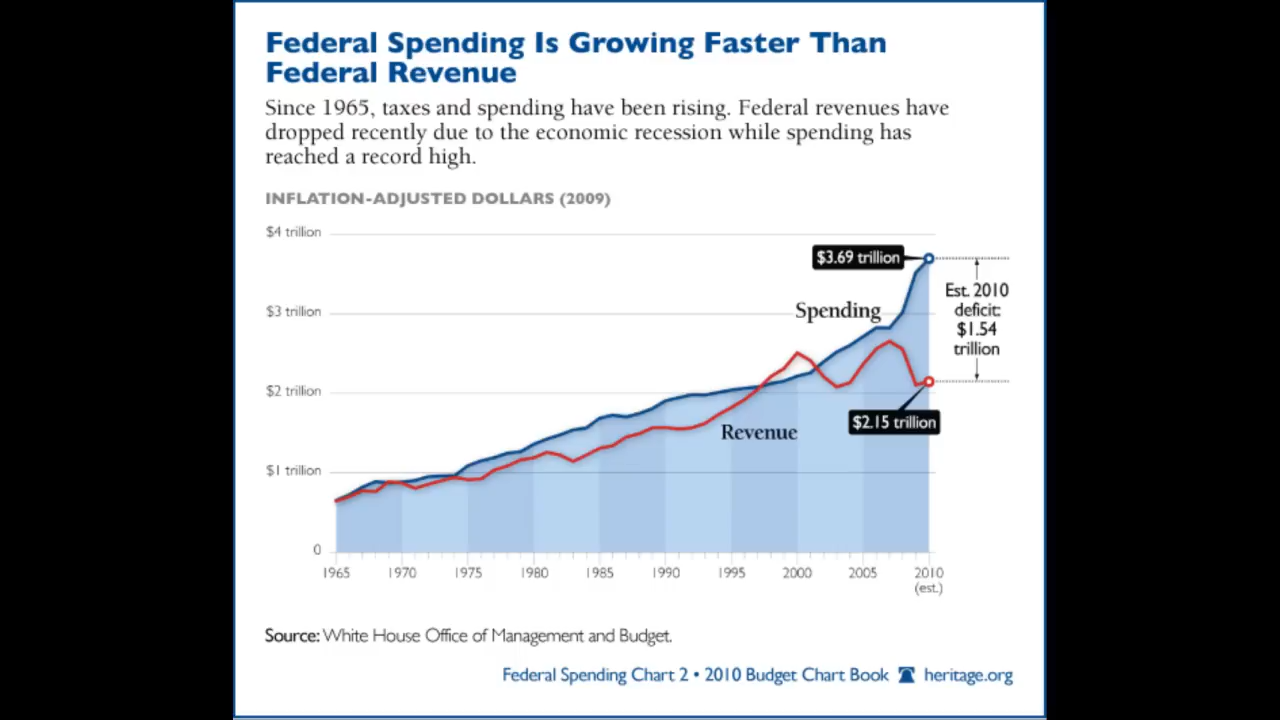 Federal Spending Is Growing Faster Than
Federal Revenue
Since 1965, taxes and spending have been rising. Federal revenues have
dropped recently due to the economic recession while spending has
reached a record high.
INFLATION-ADJUSTED DOLLARS (2009)
$4 trillion
$3.69 trillion
Est. 2010
deficit:
$1.54
trillion
Spending
$3 trillion
$2 trillion
$2.15 trillion
Revenue
$1 trillion
0
1965 1970 1975 1980 1985 1990 1995 2000 2005 2010
(est.)
Source: White House Office of Management and Budget.
Federal Spending Chart 2 • 2010 Budget Chart Book heritage.org